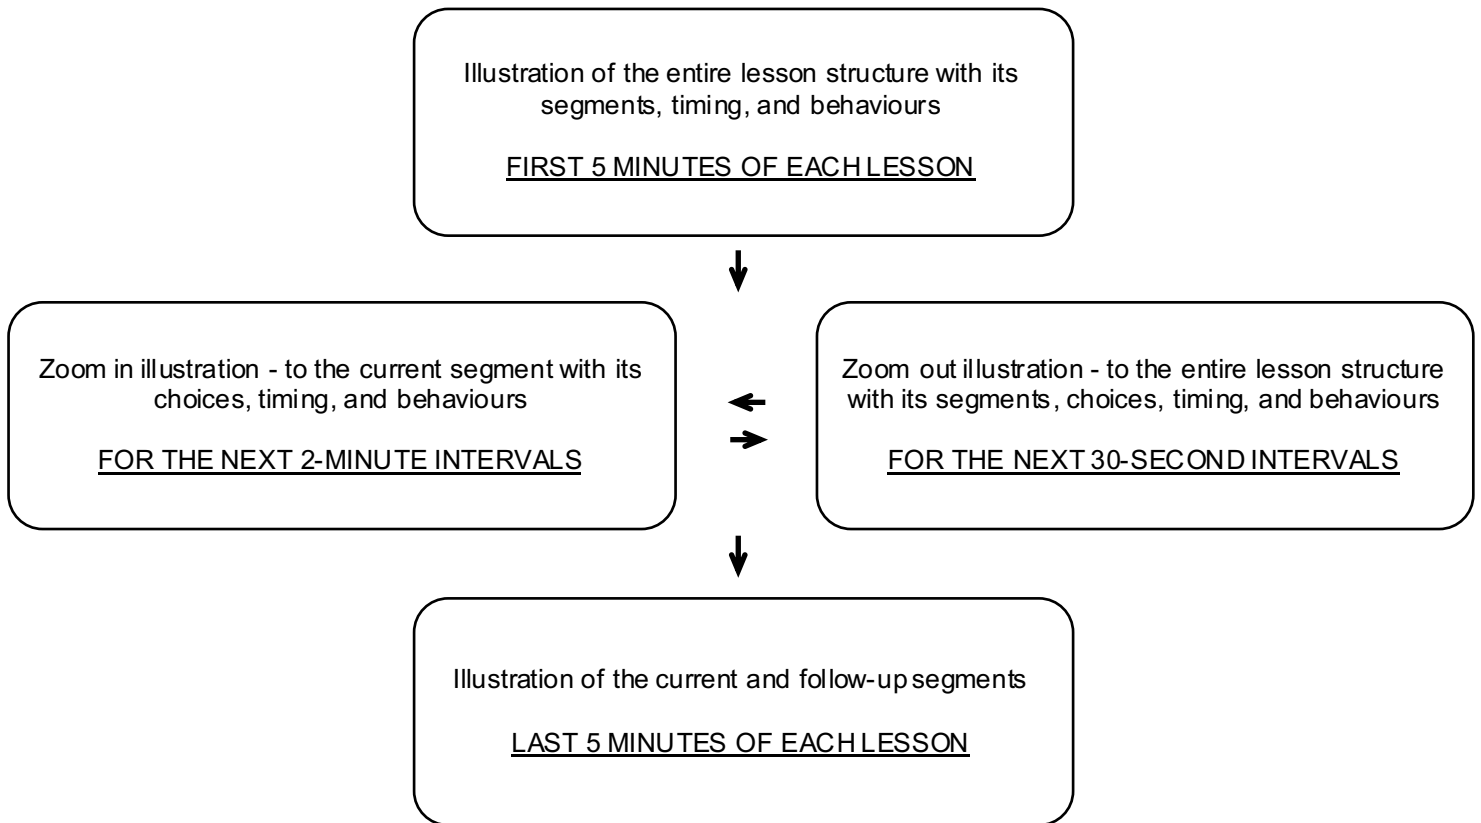 Illustration of the entire lesson structure with its
segments, timing, and behaviours
FIRST 5 MINUTES OF EACH LESSON
Zoom in illustration - to the current segment with its
choices, timing, and behaviours
FOR THE NEXT 2-MINUTE INTERVALS
Zoom out illustration - to the entire lesson structure
with its segments, choices, timing, and behaviours
FOR THE NEXT 30-SECOND INTERVALS
Illustration of the current and follow-up segments
LAST 5 MINUTES OF EACH LESSON